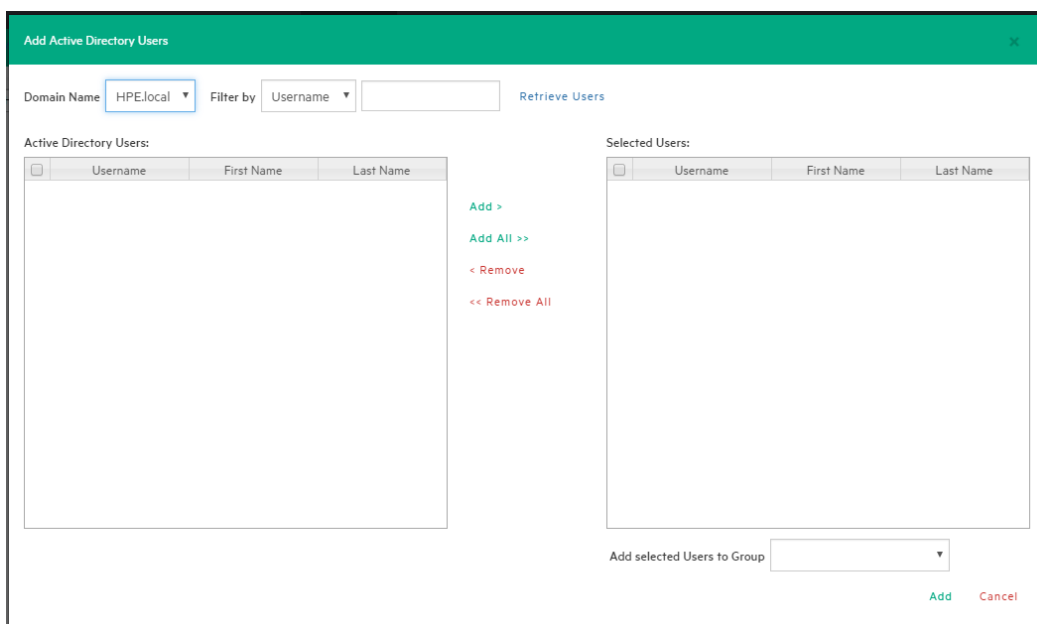 Add Active Directory Users ×
Domain Name HPE.local ▼ Filter by Username ▼ Retrieve Users
Active Directory Users: Selected Users:
Username First Name Last Name Username First Name Last Name
Add >
Add All >>
< Remove
<< Remove All
Add selected Users to Group ▼
Add Cancel